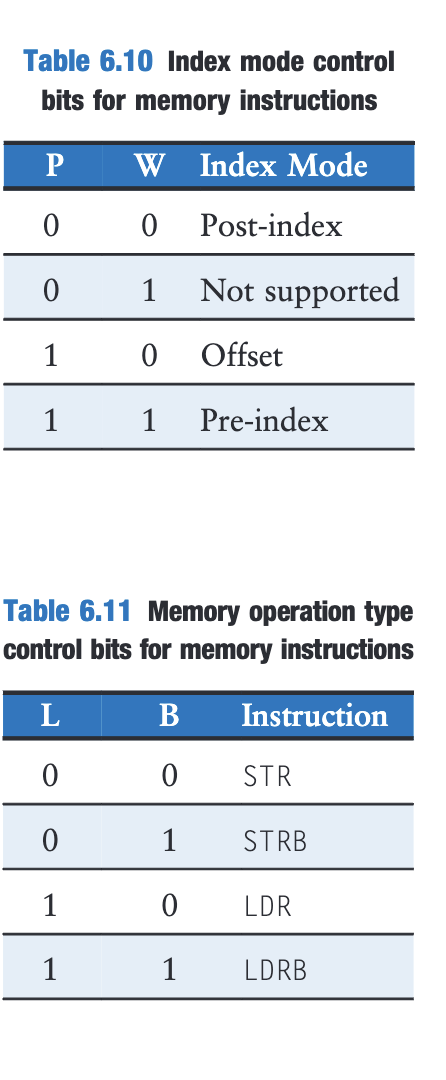 Table 6.10 Index mode control
bits for memory instructions
P W Index Mode
0 0 Post-index
0 1 Not supported
1 0 Offset
1 1 Pre-index
Table 6.11 Memory operation type
control bits for memory instructions
L B Instruction
0 0 STR
0 1 STRB
1 0 LDR
1 1 LDRB